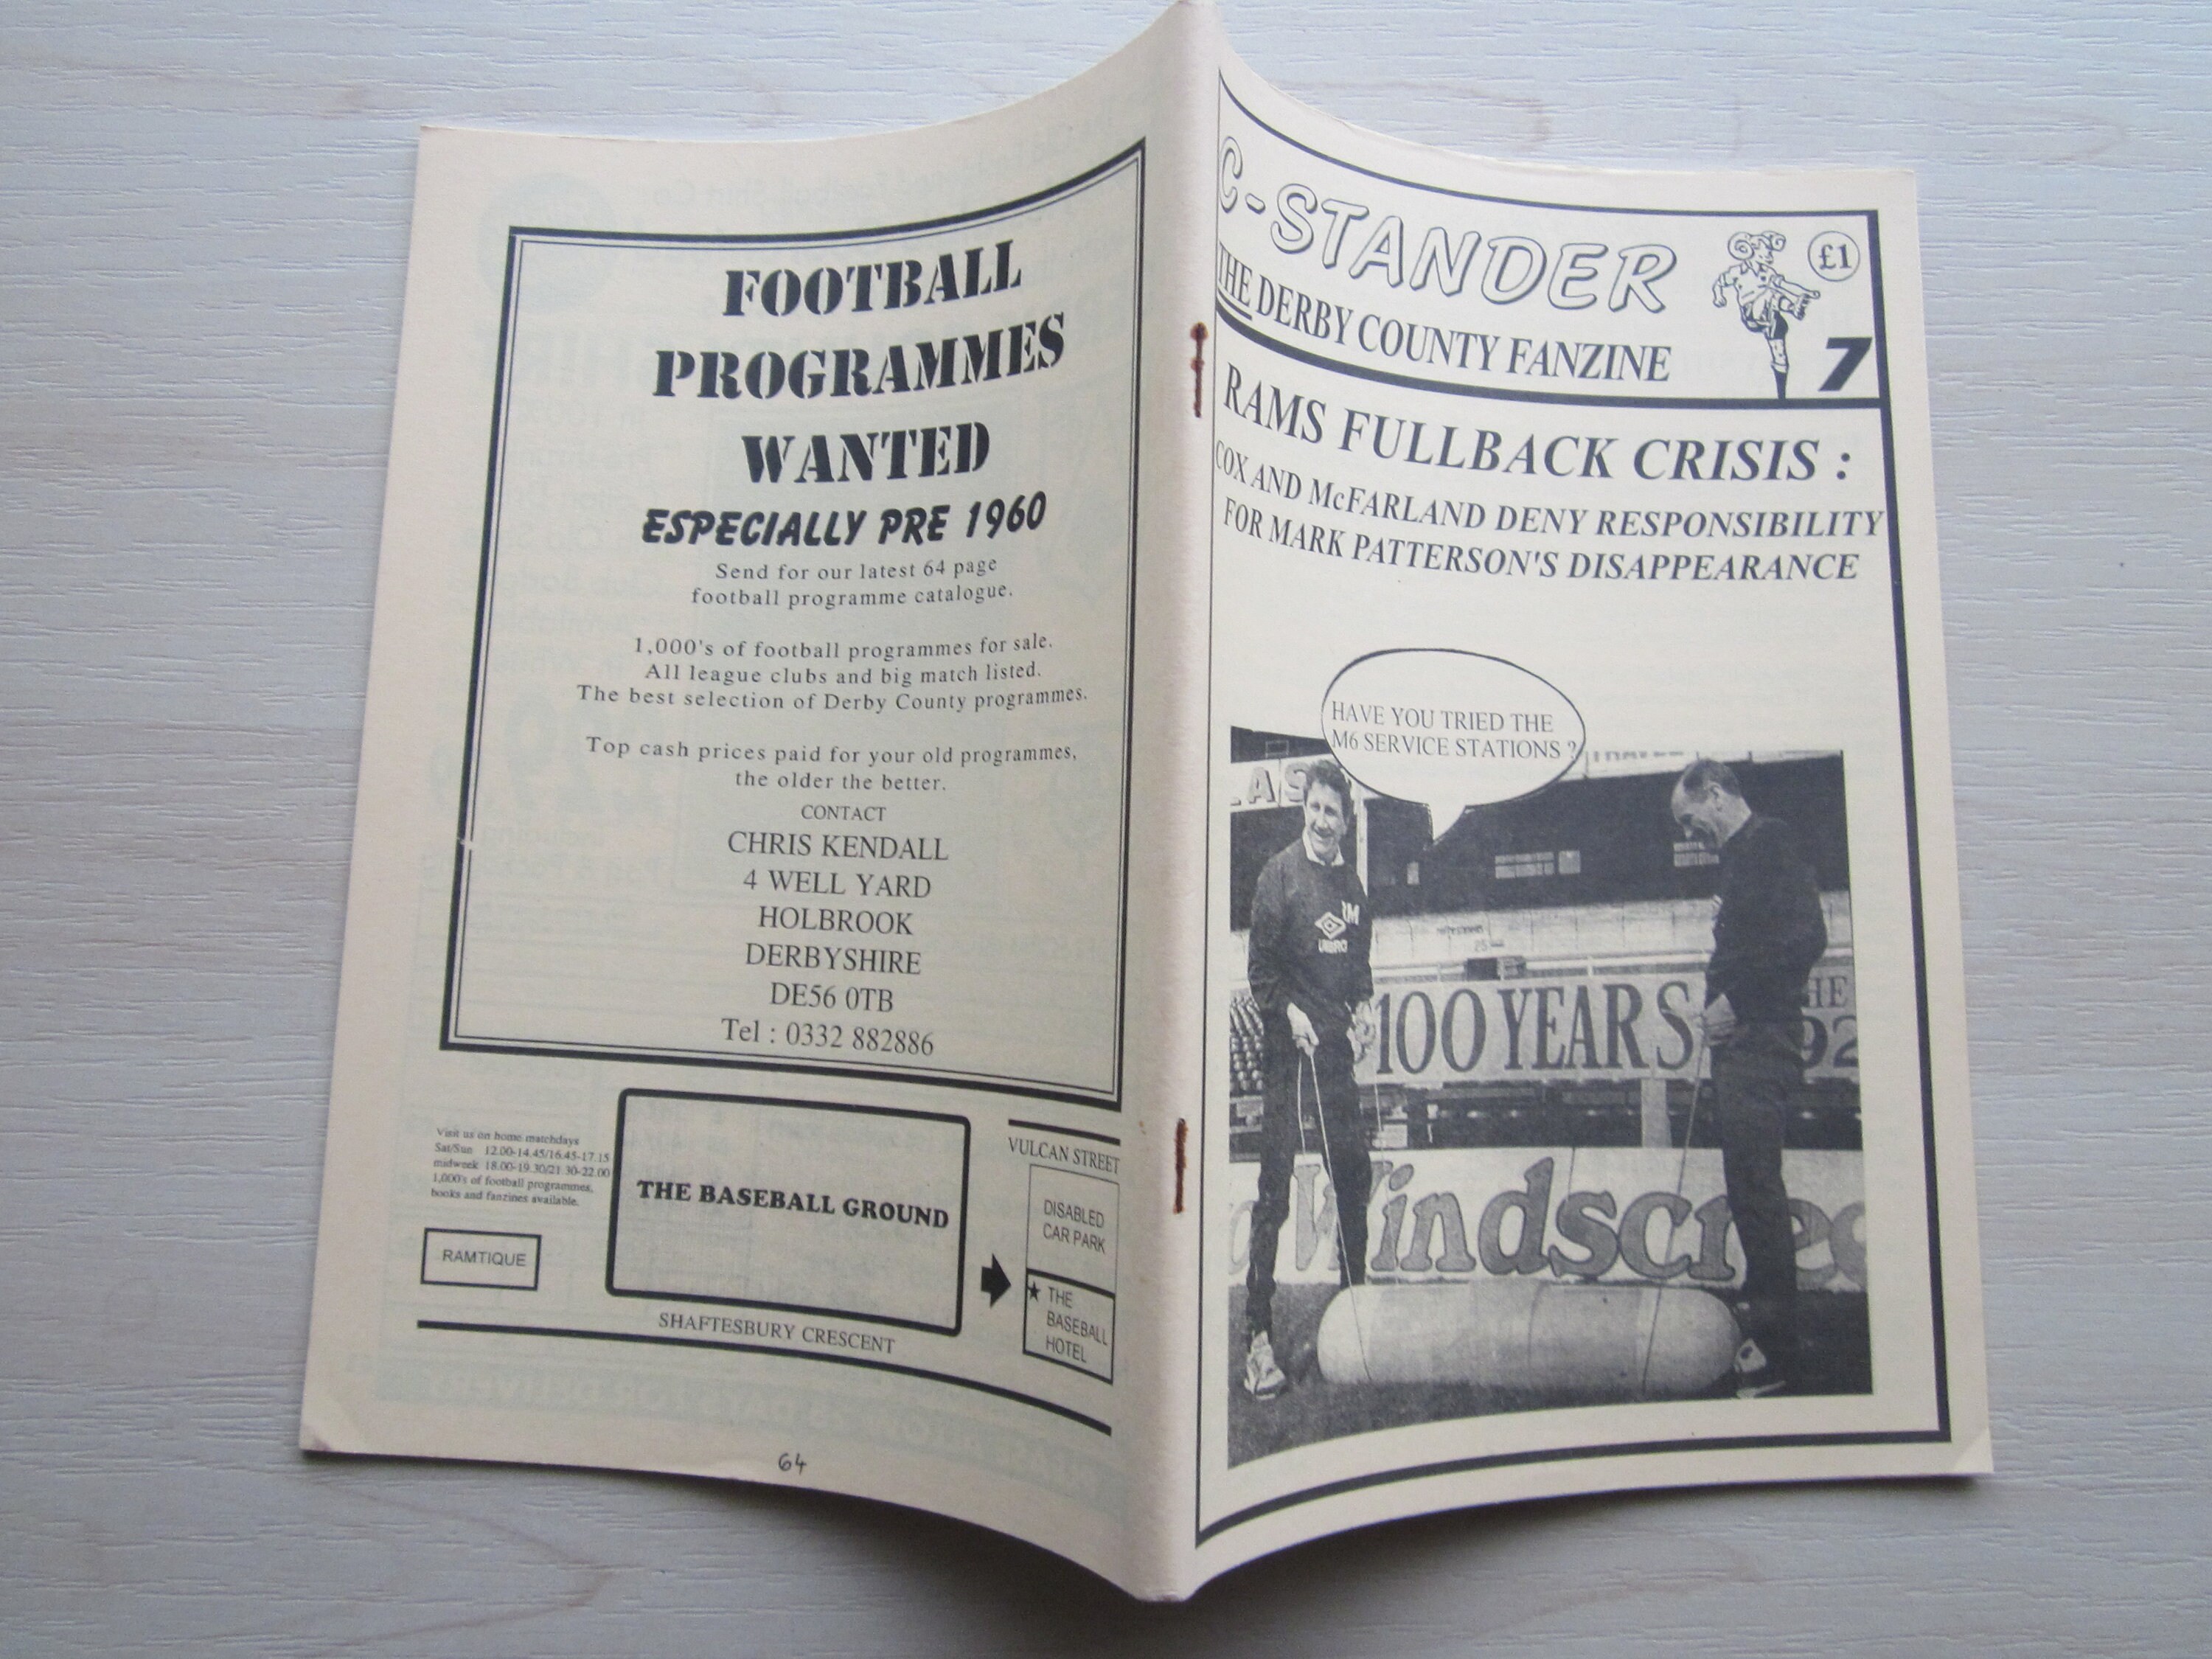 FOOTBALL
PROGRAMMES
WANTED
ESPECIALLY PRE 1960
Send for our latest 64 page
football programme catalogue.
1,000's of football programmes for sale.
All league clubs and big match listed.
The best selection of Derby County programmes.
Top cash prices paid for your old programmes,
the older the better.
CONTACT
CHRIS KENDALL
4 WELL YARD
HOLBROOK
DERBYSHIRE
DE56 0TB
Tel : 0332 882886
Visit us on home matchdays
Sat/Sun 12.00-14.45/16.45-17.15
midweek 18.00-19.30/21.30-22.00
1,000's of football programmes,
books and fanzines available.
RAMTIQUE
THE BASEBALL GROUND
SHAFTESBURY CRESCENT
VULCAN STREET
DISABLED
CAR PARK
★ THE
BASEBALL
HOTEL
64
C-STANDER
THE DERBY COUNTY FANZINE
£1
7
RAMS FULLBACK CRISIS :
COX AND McFARLAND DENY RESPONSIBILITY
FOR MARK PATTERSON'S DISAPPEARANCE
HAVE YOU TRIED THE
M6 SERVICE STATIONS ?
LAS
RM
UMBRO
100 YEARS
HE
92
Windscree